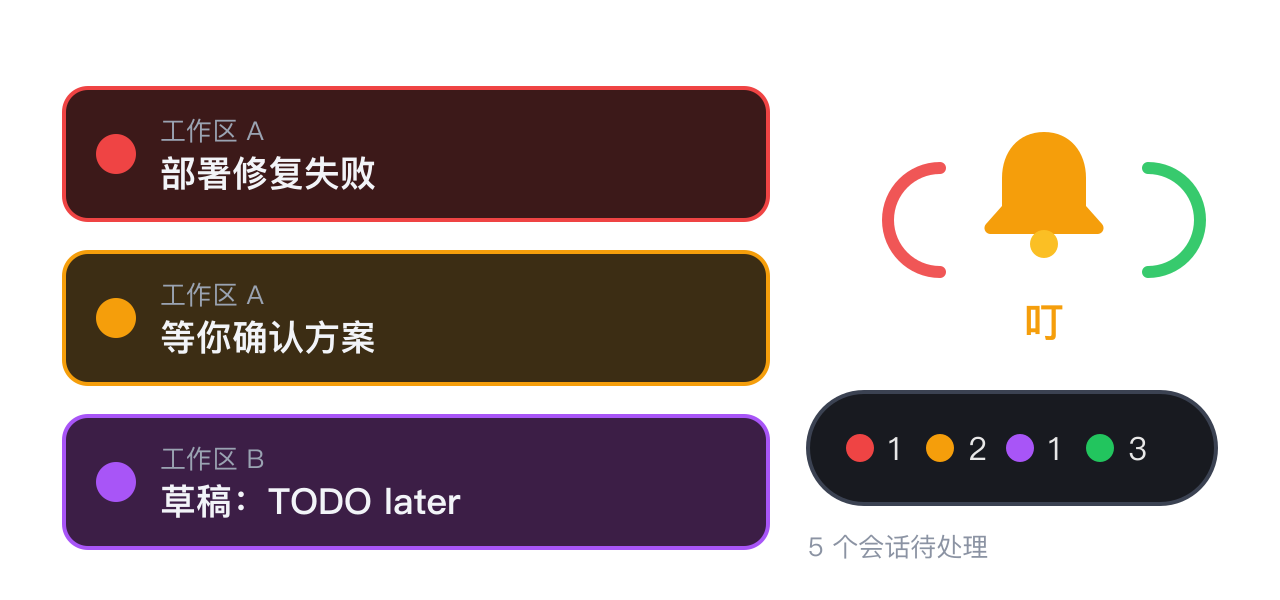 工作区 A
部署修复失败
工作区 A
等你确认方案
工作区 B
草稿：TODO later
叮
1 2 1 3
5 个会话待处理